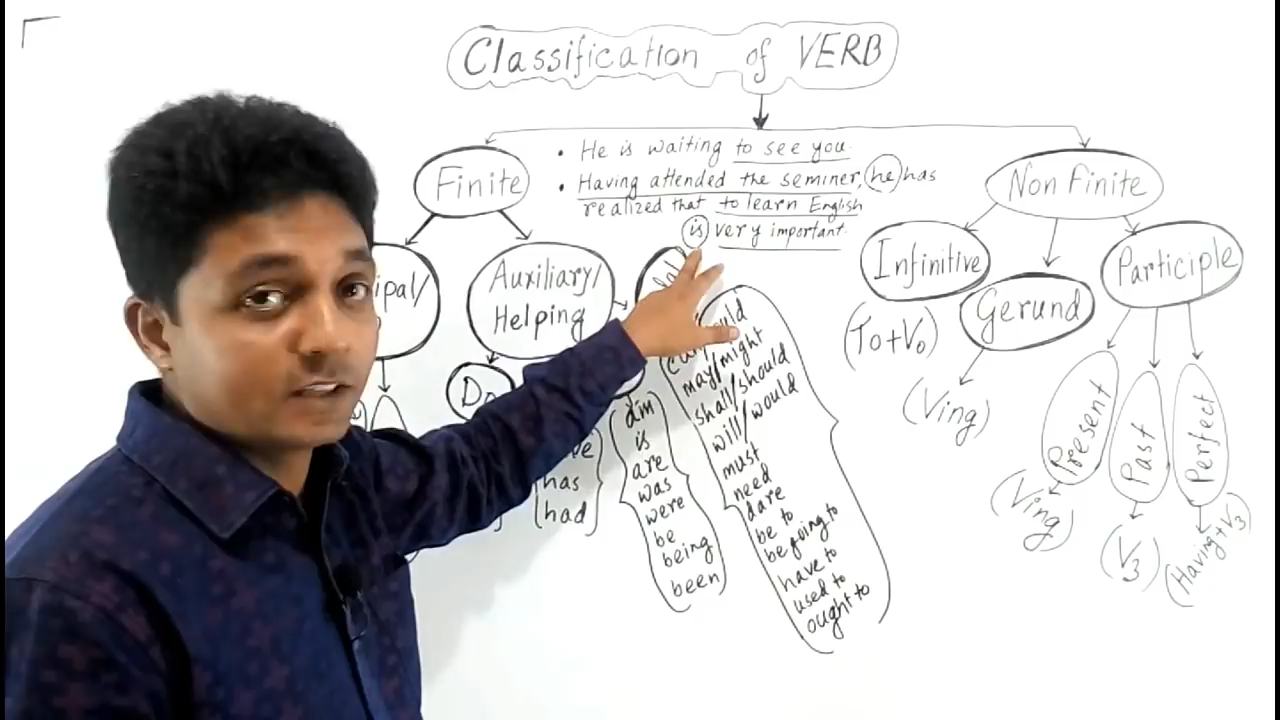 Classification of VERB
• He is waiting to see you.
• Having attended the seminer, he has
realized that to learn English
is very important.
Finite
Non Finite
ipal/
Auxiliary/
Helping
Infinitive
(To+V₀)
Gerund
(Ving)
Participle
Present
(Ving)
Past
(V₃)
Perfect
(Having+V₃)
Do
has
had
is
are
was
were
be
being
been
may/might
shall/should
will/would
must
need
dare
be to
be going to
have to
used to
ought to